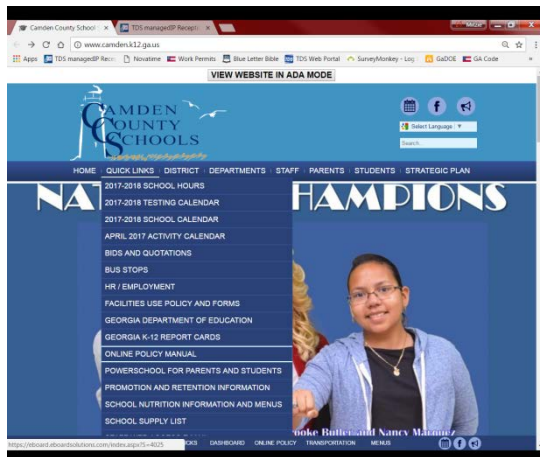 Camden County School
TDS managedIP Recepti
www.camden.k12.ga.us
Apps TDS managedIP Rece Novatime Work Permits Blue Letter Bible TDS Web Portal SurveyMonkey - Log GaDOE GA Code
VIEW WEBSITE IN ADA MODE
CAMDEN
COUNTY
SCHOOLS
Select Language ▼
Search
HOME QUICK LINKS DISTRICT DEPARTMENTS STAFF PARENTS STUDENTS STRATEGIC PLAN
NAT HAMPIONS
2017-2018 SCHOOL HOURS
2017-2018 TESTING CALENDAR
2017-2018 SCHOOL CALENDAR
APRIL 2017 ACTIVITY CALENDAR
BIDS AND QUOTATIONS
BUS STOPS
HR / EMPLOYMENT
FACILITIES USE POLICY AND FORMS
GEORGIA DEPARTMENT OF EDUCATION
GEORGIA K-12 REPORT CARDS
ONLINE POLICY MANUAL
POWERSCHOOL FOR PARENTS AND STUDENTS
PROMOTION AND RETENTION INFORMATION
SCHOOL NUTRITION INFORMATION AND MENUS
SCHOOL SUPPLY LIST
ooke Butler and Nancy Marquez
https://eboard.eboardsolutions.com/index.aspx?S=4025
DASHBOARD ONLINE POLICY TRANSPORTATION MENUS